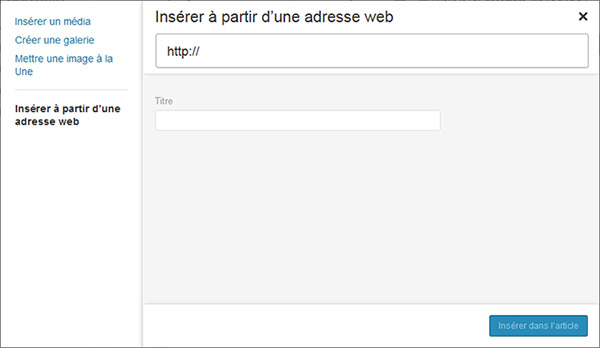 Insérer un média
Créer une galerie
Mettre une image à la
Une
Insérer à partir d'une
adresse web
Insérer à partir d'une adresse web
×
http://
Titre
Insérer dans l'article